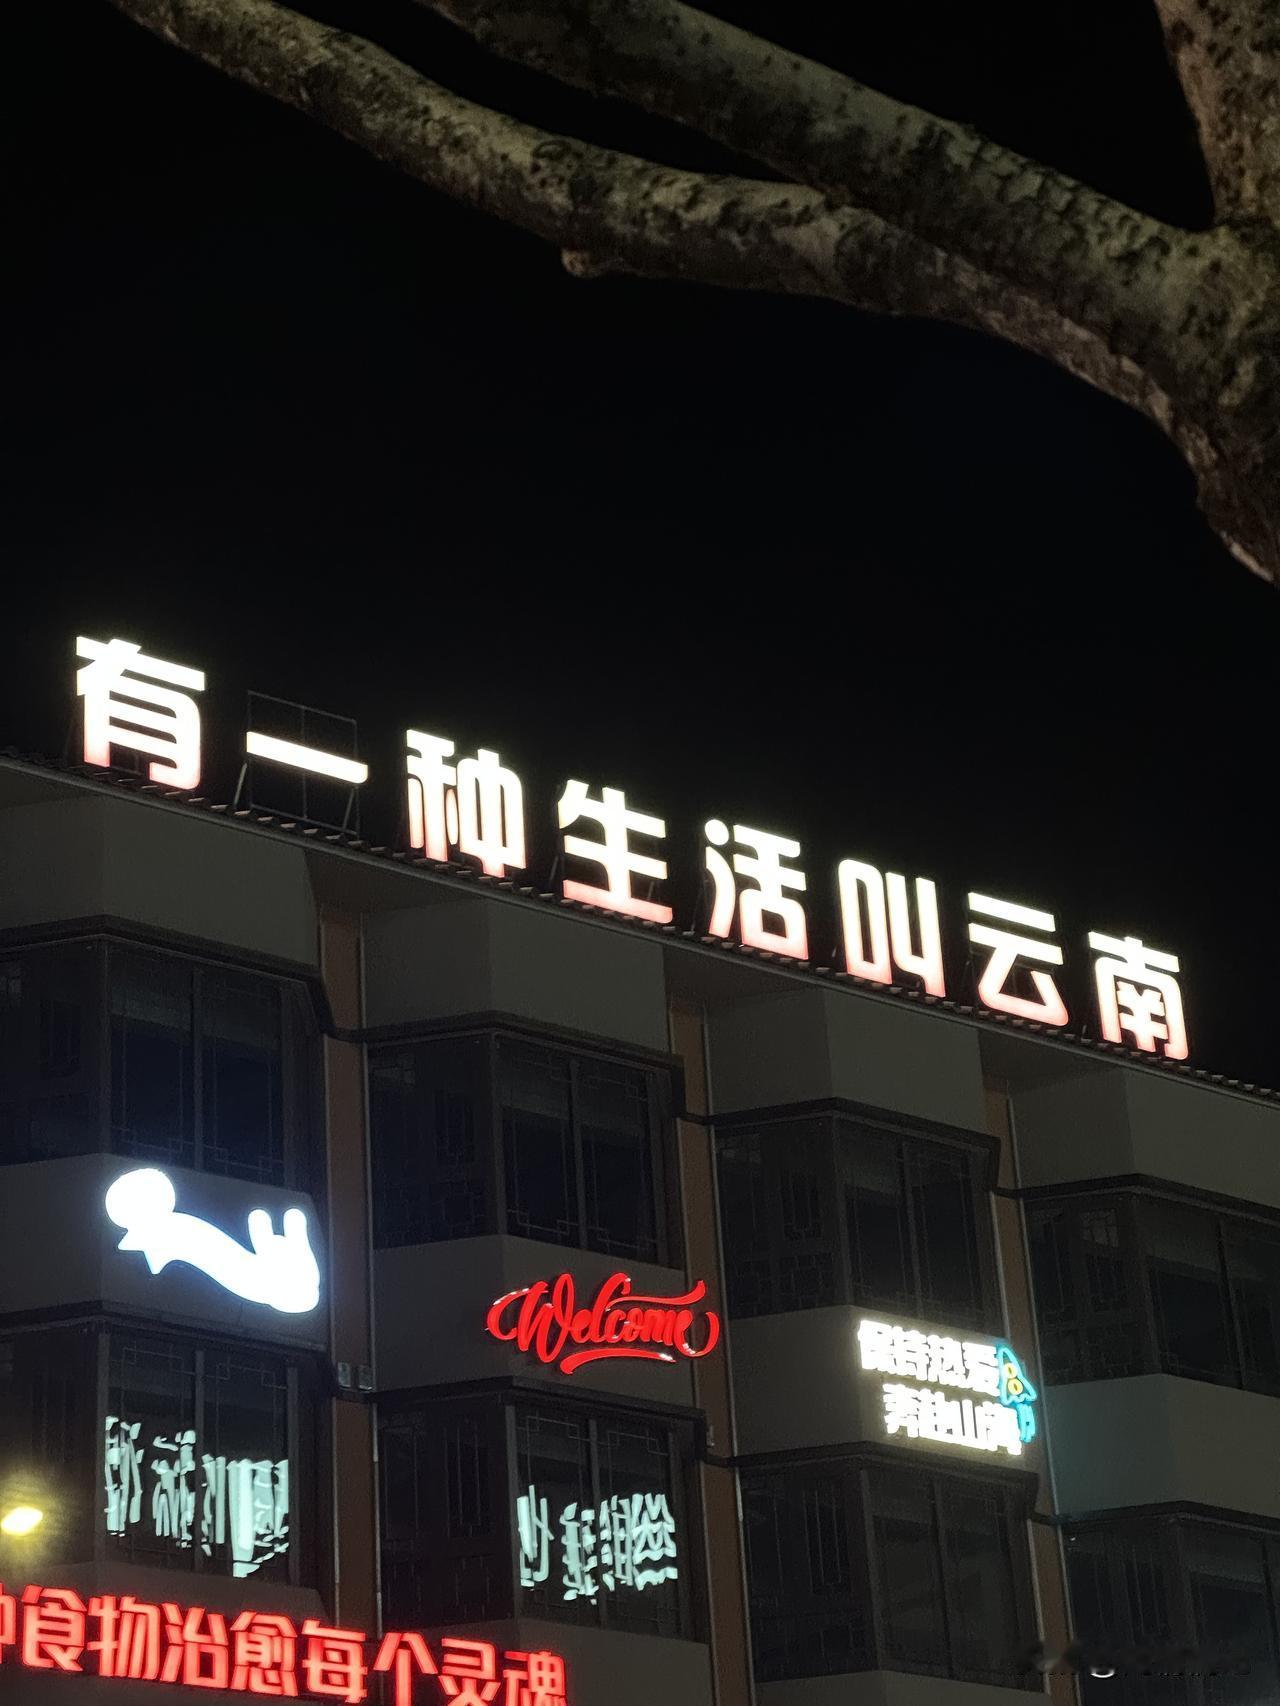 有一种生活叫云南
Welcome
保持热爱
奔赴山海
种食物治愈每个灵魂